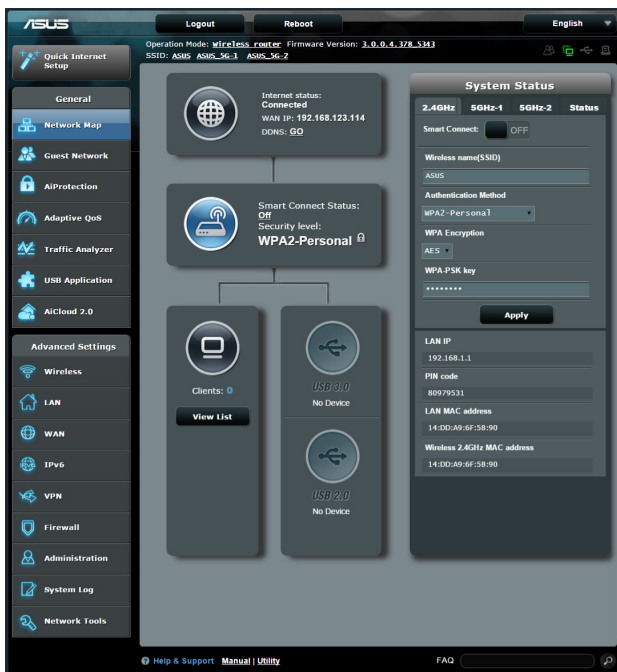 ASUS
Logout
Reboot
English
Quick Internet
Setup
Operation Mode: Wireless router Firmware Version: 3.0.0.4.378_5343
SSID: ASUS ASUS_5G-1 ASUS_5G-2
General
Network Map
Guest Network
AiProtection
Adaptive QoS
Traffic Analyzer
USB Application
AiCloud 2.0
Advanced Settings
Wireless
LAN
WAN
IPv6
IPv6
VPN
Firewall
Administration
System Log
Network Tools
Internet status:
Connected
WAN IP: 192.168.123.114
DDNS: GO
Smart Connect Status:
Off
Security level:
WPA2-Personal
Clients: 0
View List
USB 3.0
No Device
USB 2.0
No Device
System Status
2.4GHz 5GHz-1 5GHz-2 Status
Smart Connect: OFF
Wireless name(SSID)
ASUS
Authentication Method
WPA2-Personal
WPA Encryption
AES
WPA-PSK key
••••••••
Apply
LAN IP
192.168.1.1
PIN code
80979531
LAN MAC address
14:DD:A9:6F:58:90
Wireless 2.4GHz MAC address
14:DD:A9:6F:58:90
Help & Support Manual | Utility
FAQ